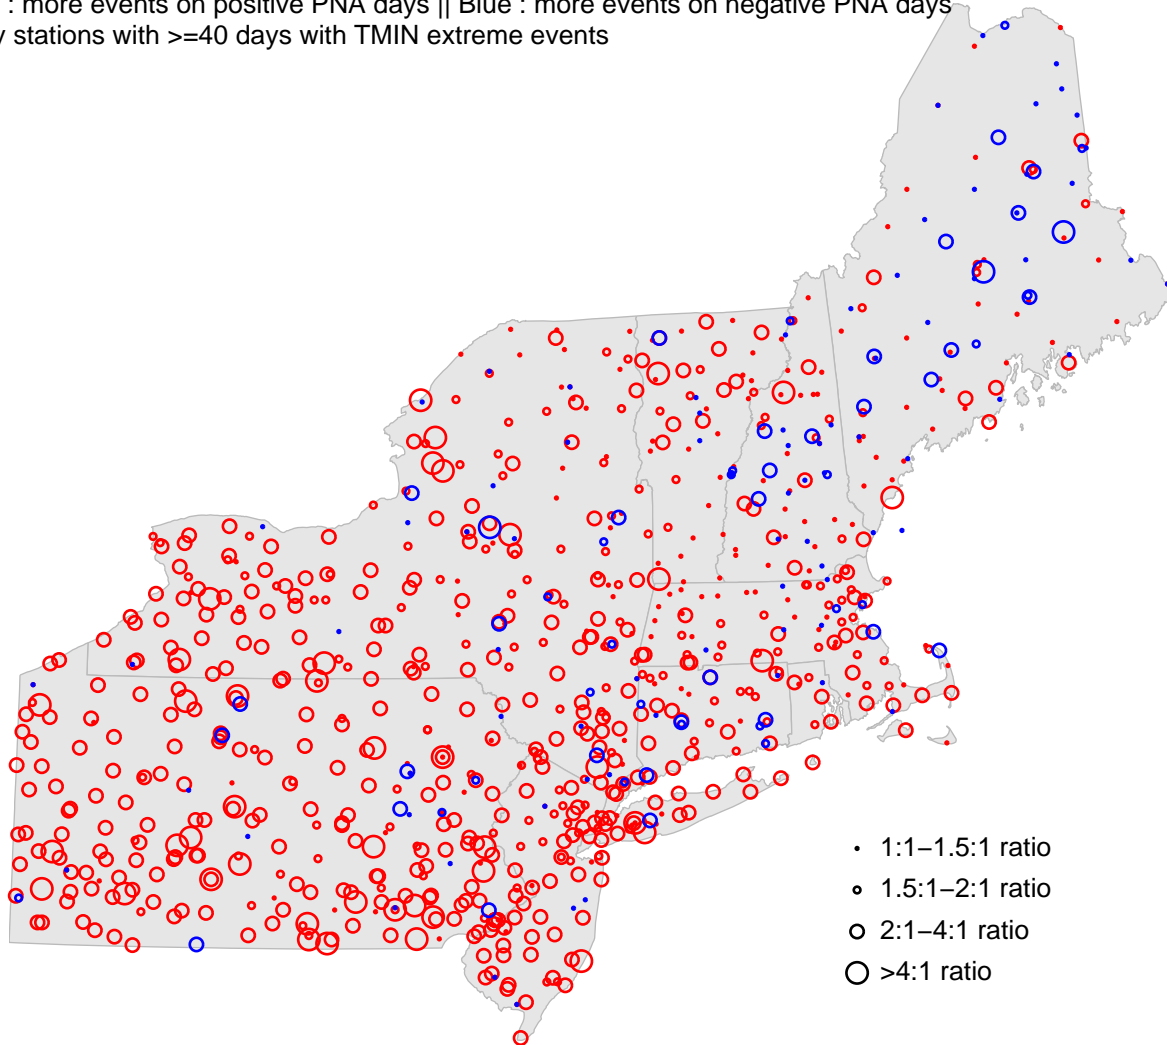 : more events on positive PNA days || Blue : more events on negative PNA days
y stations with >=40 days with TMIN extreme events
1:1–1.5:1 ratio
1.5:1–2:1 ratio
2:1–4:1 ratio
>4:1 ratio